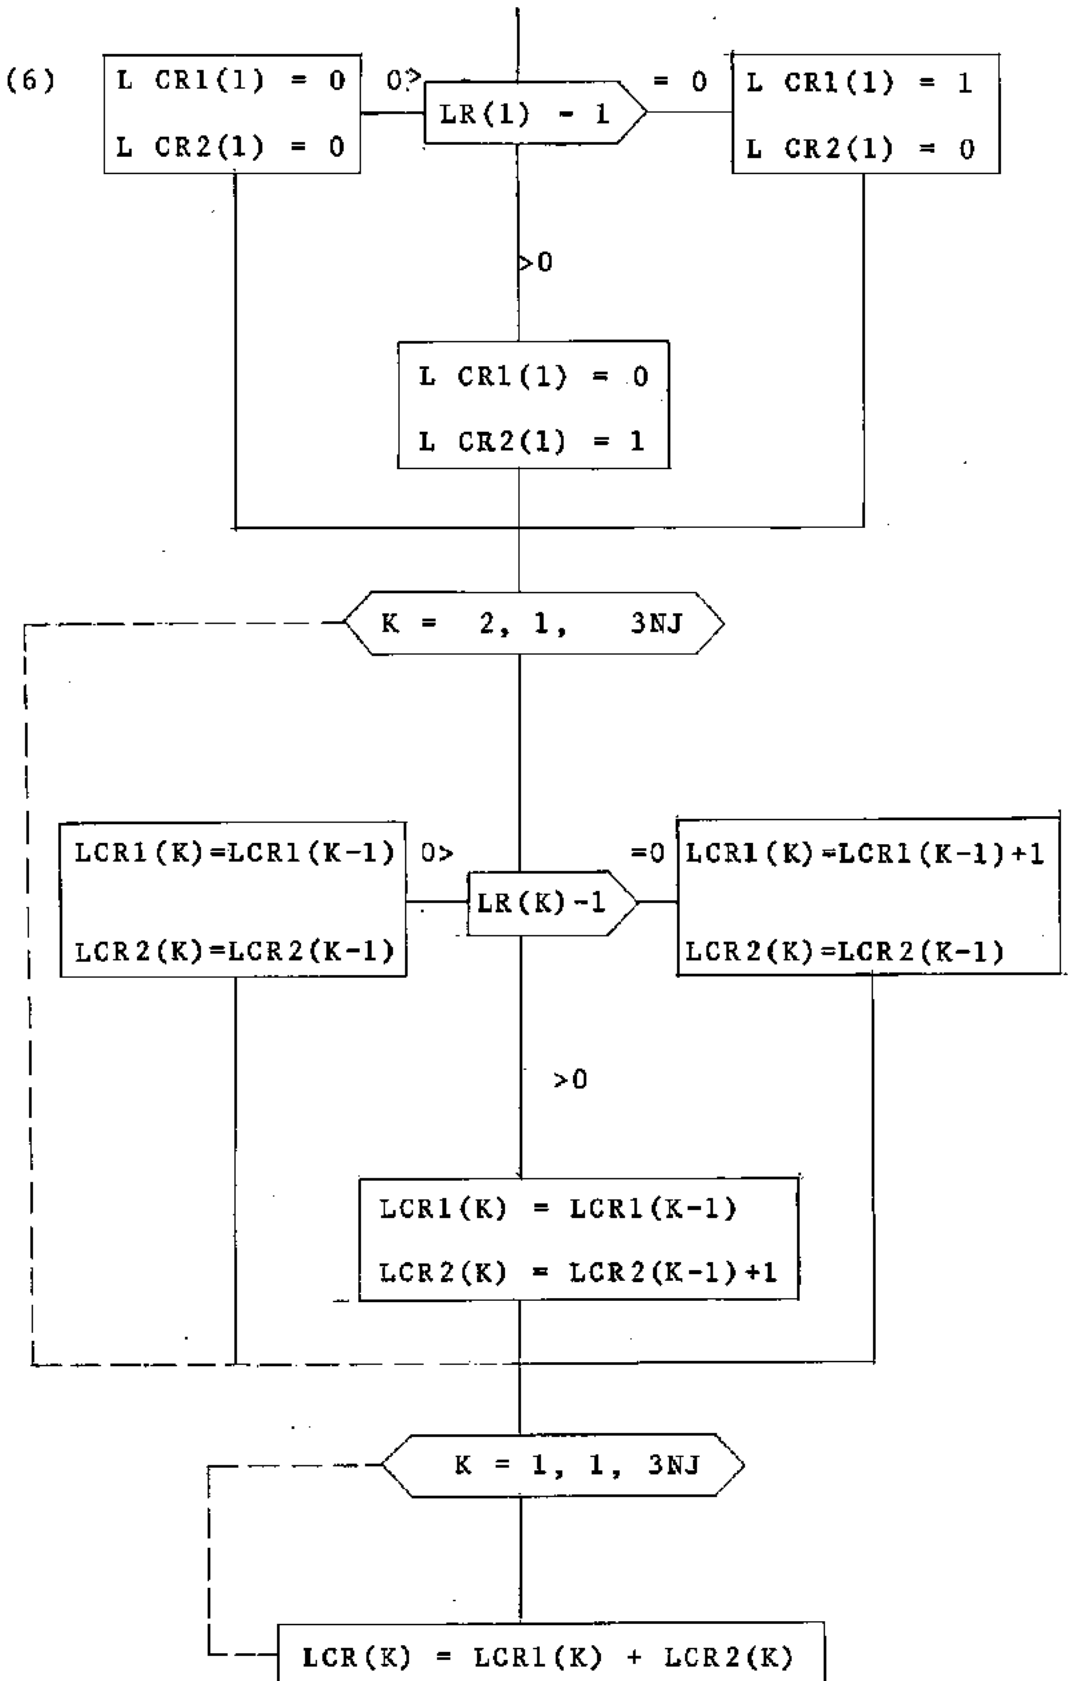 (6)
L CR1(1) = 0
L CR2(1) = 0
0>
LR(1) - 1
= 0
L CR1(1) = 1
L CR2(1) = 0
>0
L CR1(1) = 0
L CR2(1) = 1
K = 2, 1, 3NJ
LCR1(K)=LCR1(K-1)
LCR2(K)=LCR2(K-1)
0>
LR(K)-1
=0
LCR1(K)=LCR1(K-1)+1
LCR2(K)=LCR2(K-1)
>0
LCR1(K) = LCR1(K-1)
LCR2(K) = LCR2(K-1)+1
K = 1, 1, 3NJ
LCR(K) = LCR1(K) + LCR2(K)